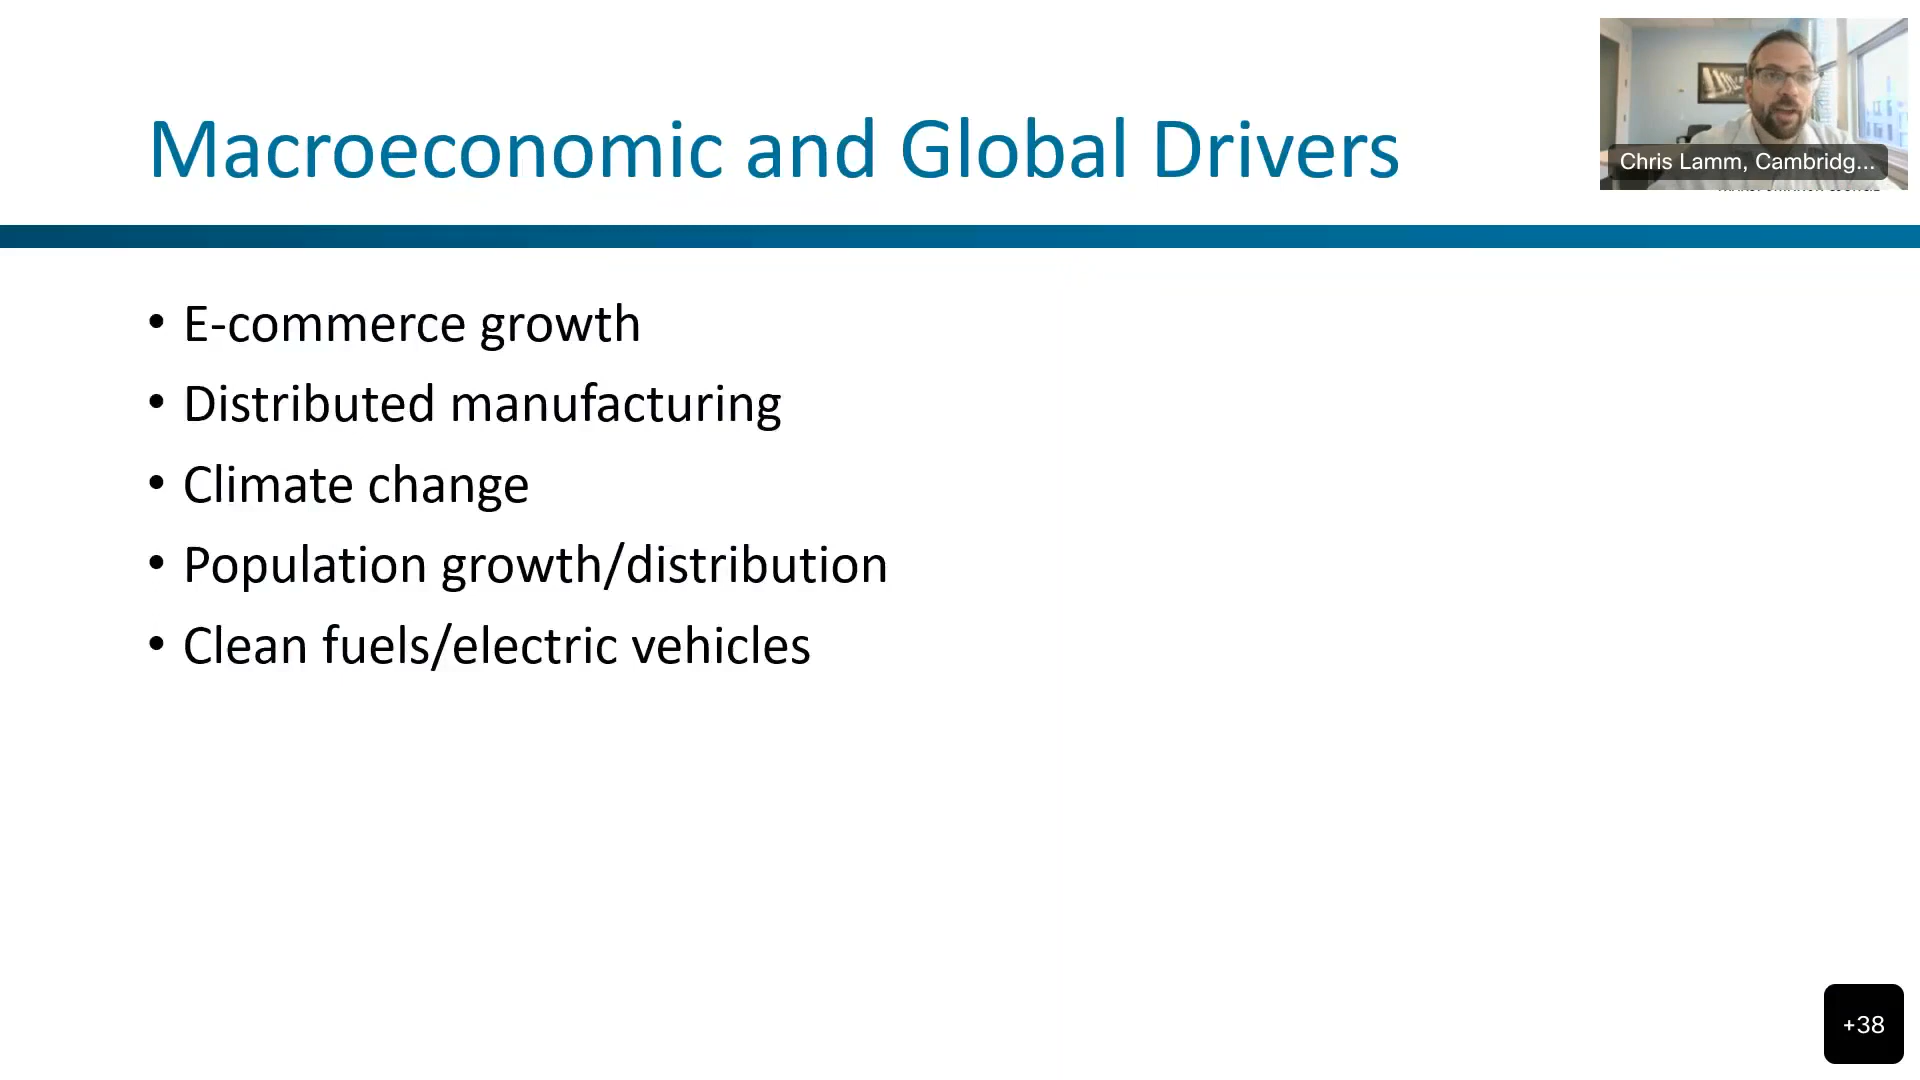 Macroeconomic and Global Drivers
Chris Lamm, Cambridg...
• E-commerce growth
• Distributed manufacturing
• Climate change
• Population growth/distribution
• Clean fuels/electric vehicles
+38